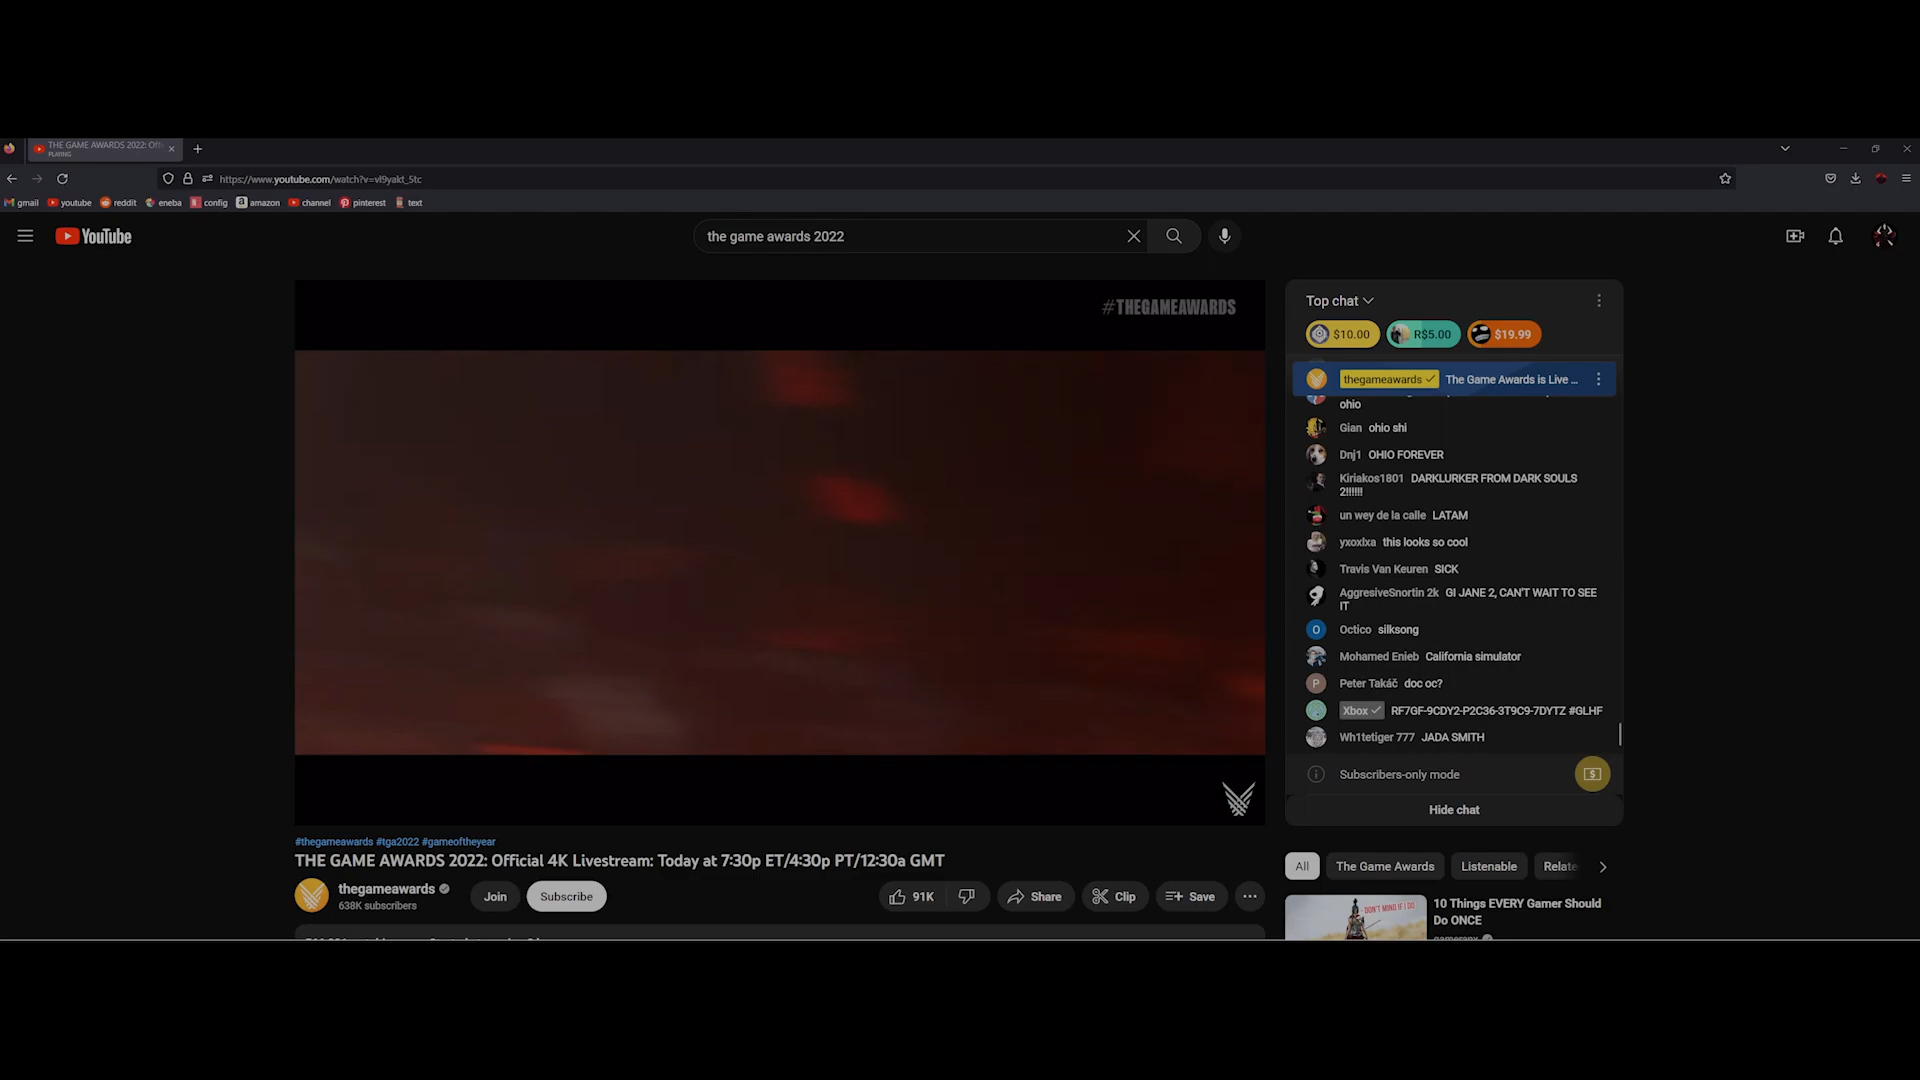 THE GAME AWARDS 2022: Off
PLAYING
https://www.youtube.com/watch?v=vl9yakt_5tc
gmail youtube reddit eneba config amazon channel pinterest text
YouTube
the game awards 2022
#THEGAMEAWARDS
Top chat
$10.00 R$5.00 $19.99
thegameawards The Game Awards is Live ...
ohio
Gian ohio shi
Dnj1 OHIO FOREVER
Kiriakos1801 DARKLURKER FROM DARK SOULS
2!!!!!!
un wey de la calle LATAM
yxoxlxa this looks so cool
Travis Van Keuren SICK
AggresiveSnortin 2k GI JANE 2, CAN'T WAIT TO SEE
IT
O Octico silksong
Mohamed Enieb California simulator
P Peter Takáč doc oc?
Xbox RF7GF-9CDY2-P2C36-3T9C9-7DYTZ #GLHF
Wh1tetiger 777 JADA SMITH
Subscribers-only mode
Hide chat
#thegameawards #tga2022 #gameoftheyear
THE GAME AWARDS 2022: Official 4K Livestream: Today at 7:30p ET/4:30p PT/12:30a GMT
thegameawards
638K subscribers
Join Subscribe 91K Share Clip Save
All The Game Awards Listenable Relate
DON'T MIND IF I DO
10 Things EVERY Gamer Should
Do ONCE
gameranx